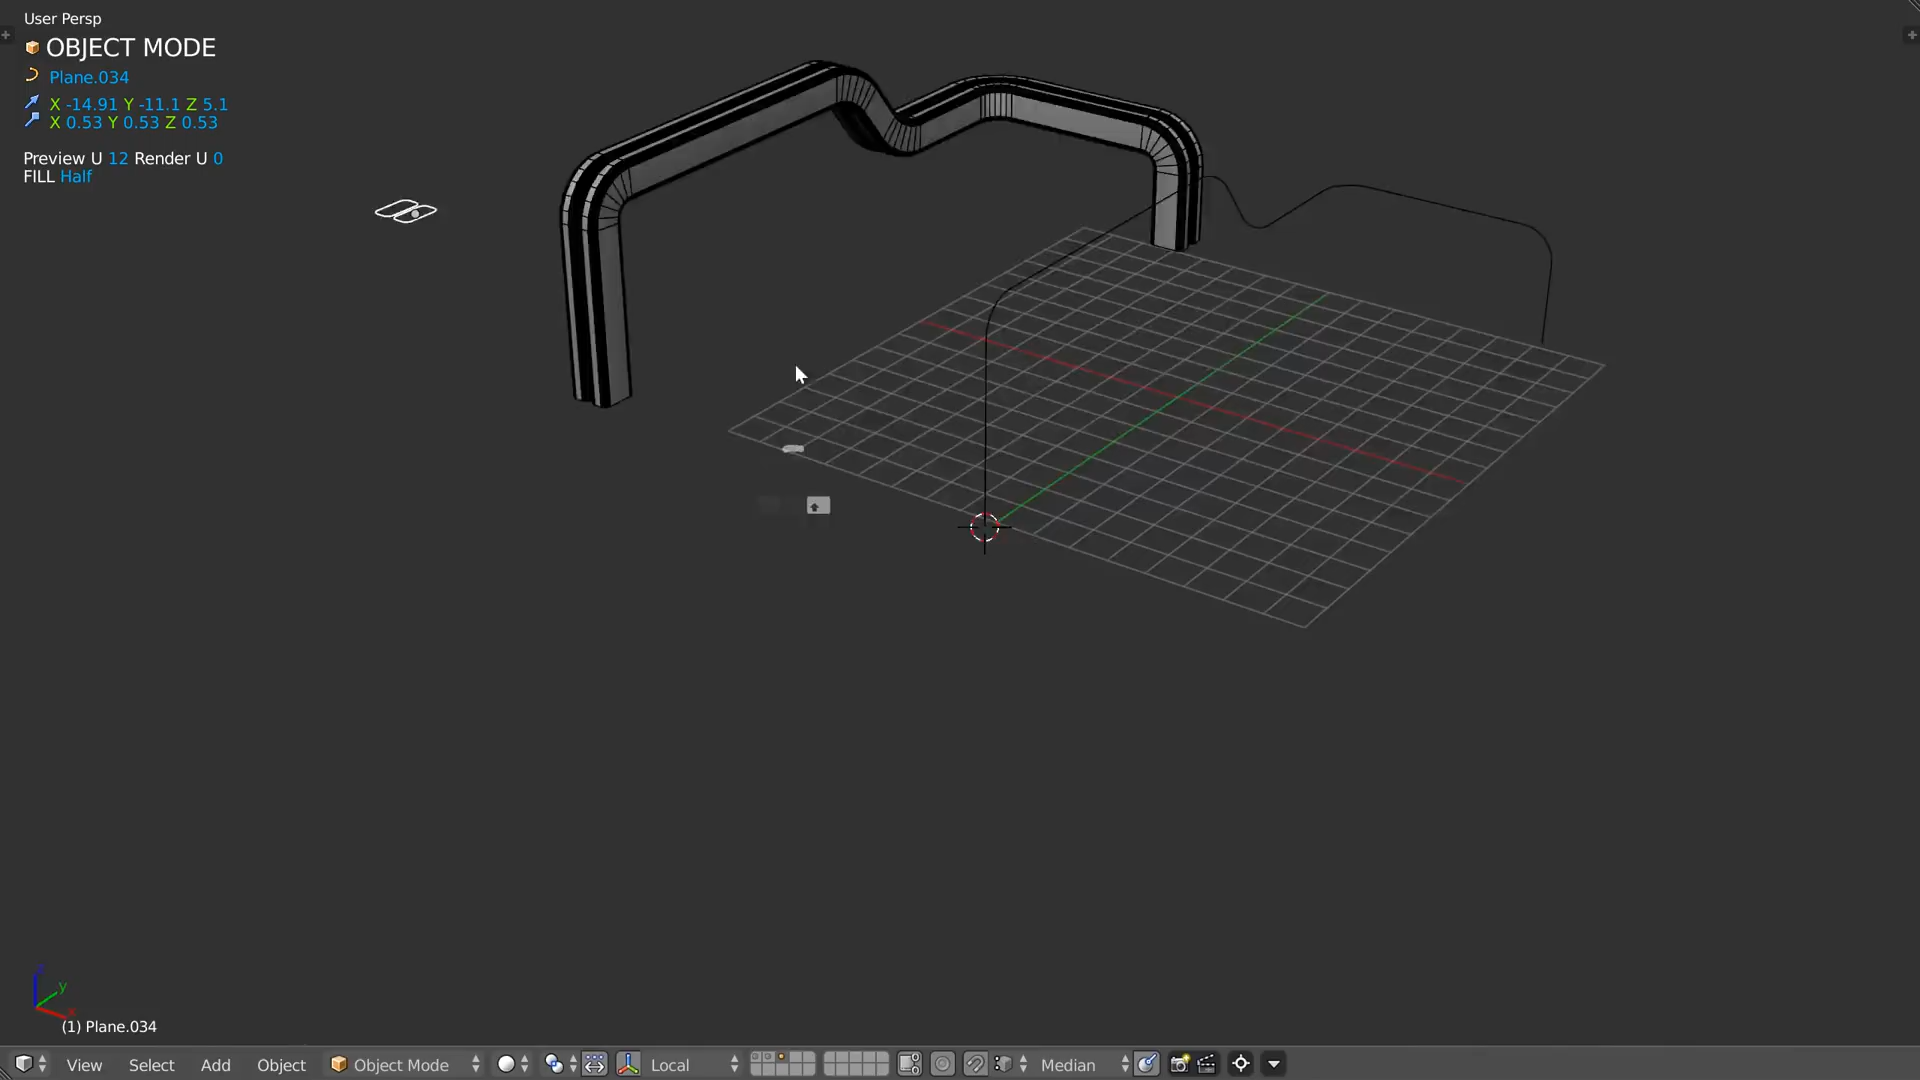 User Persp
OBJECT MODE
Plane.034
X -14.91 Y -11.1 Z 5.1
X 0.53 Y 0.53 Z 0.53
Preview U 12 Render U 0
FILL Half
y
x
(1) Plane.034
View Select Add Object Object Mode Local Median